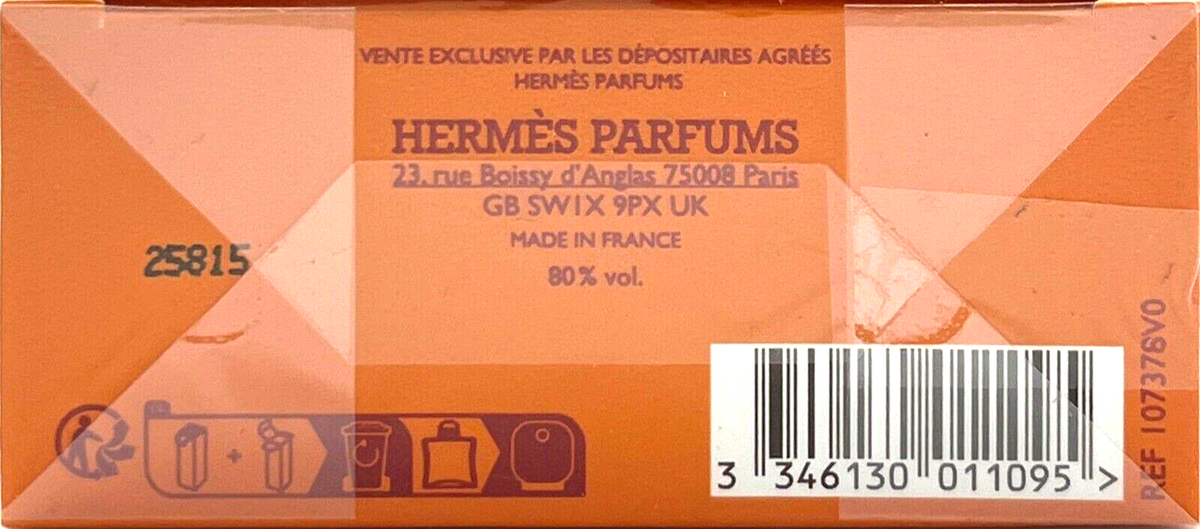 VENTE EXCLUSIVE PAR LES DÉPOSITAIRES AGRÉÉS
HERMÈS PARFUMS
HERMÈS PARFUMS
23, rue Boissy d'Anglas 75008 Paris
GB SW1X 9PX UK
MADE IN FRANCE
80% vol.
25815
3 346130 011095 >
REF 107378V0